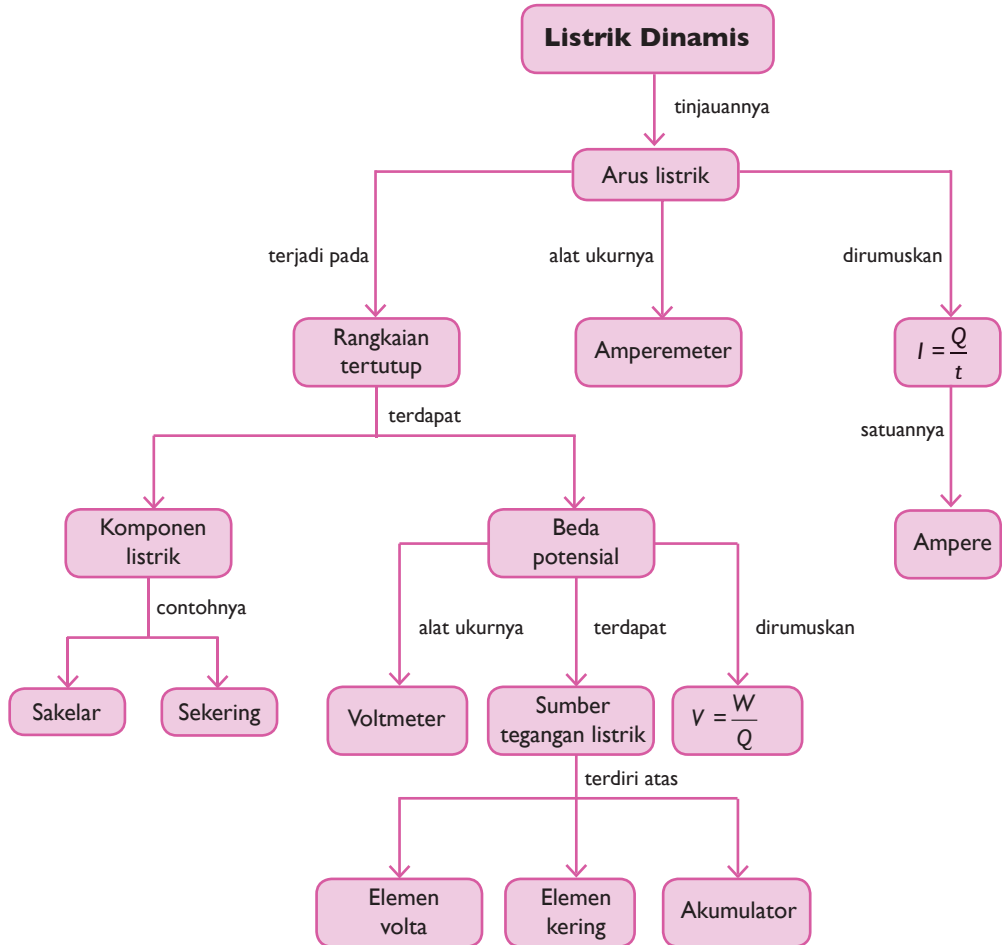 Listrik Dinamis
tinjauannya
Arus listrik
terjadi pada
alat ukurnya
dirumuskan
Rangkaian
tertutup
Amperemeter
I = Q/t
terdapat
satuannya
Komponen
listrik
Beda
potensial
Ampere
contohnya
alat ukurnya
terdapat
dirumuskan
Sakelar
Sekering
Voltmeter
Sumber
tegangan listrik
V = W/Q
terdiri atas
Elemen
volta
Elemen
kering
Akumulator